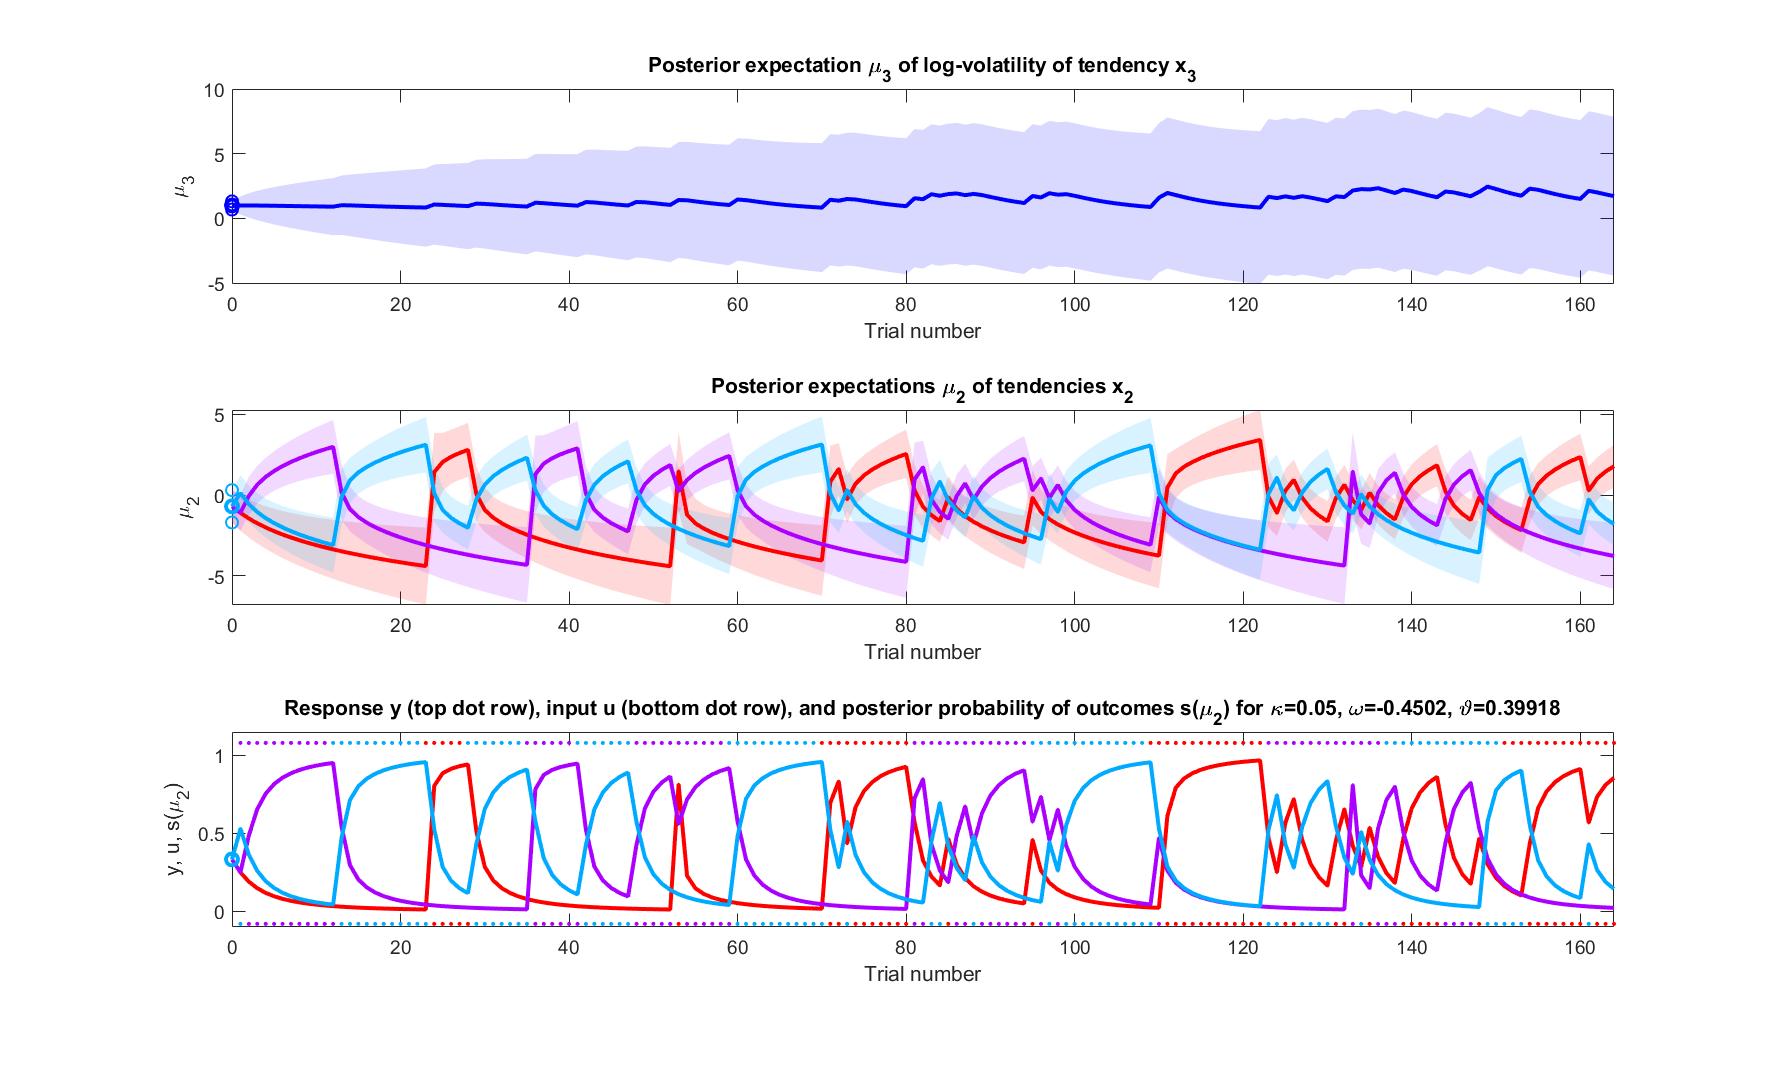 Posterior expectation μ3 of log-volatility of tendency x3
10
5
0
-5
μ3
0 20 40 60 80 100 120 140 160
Trial number
Posterior expectations μ2 of tendencies x2
5
0
-5
μ2
0 20 40 60 80 100 120 140 160
Trial number
Response y (top dot row), input u (bottom dot row), and posterior probability of outcomes s(μ2) for κ=0.05, ω=-0.4502, ϑ=0.39918
1
0.5
0
y, u, s(μ2)
0 20 40 60 80 100 120 140 160
Trial number